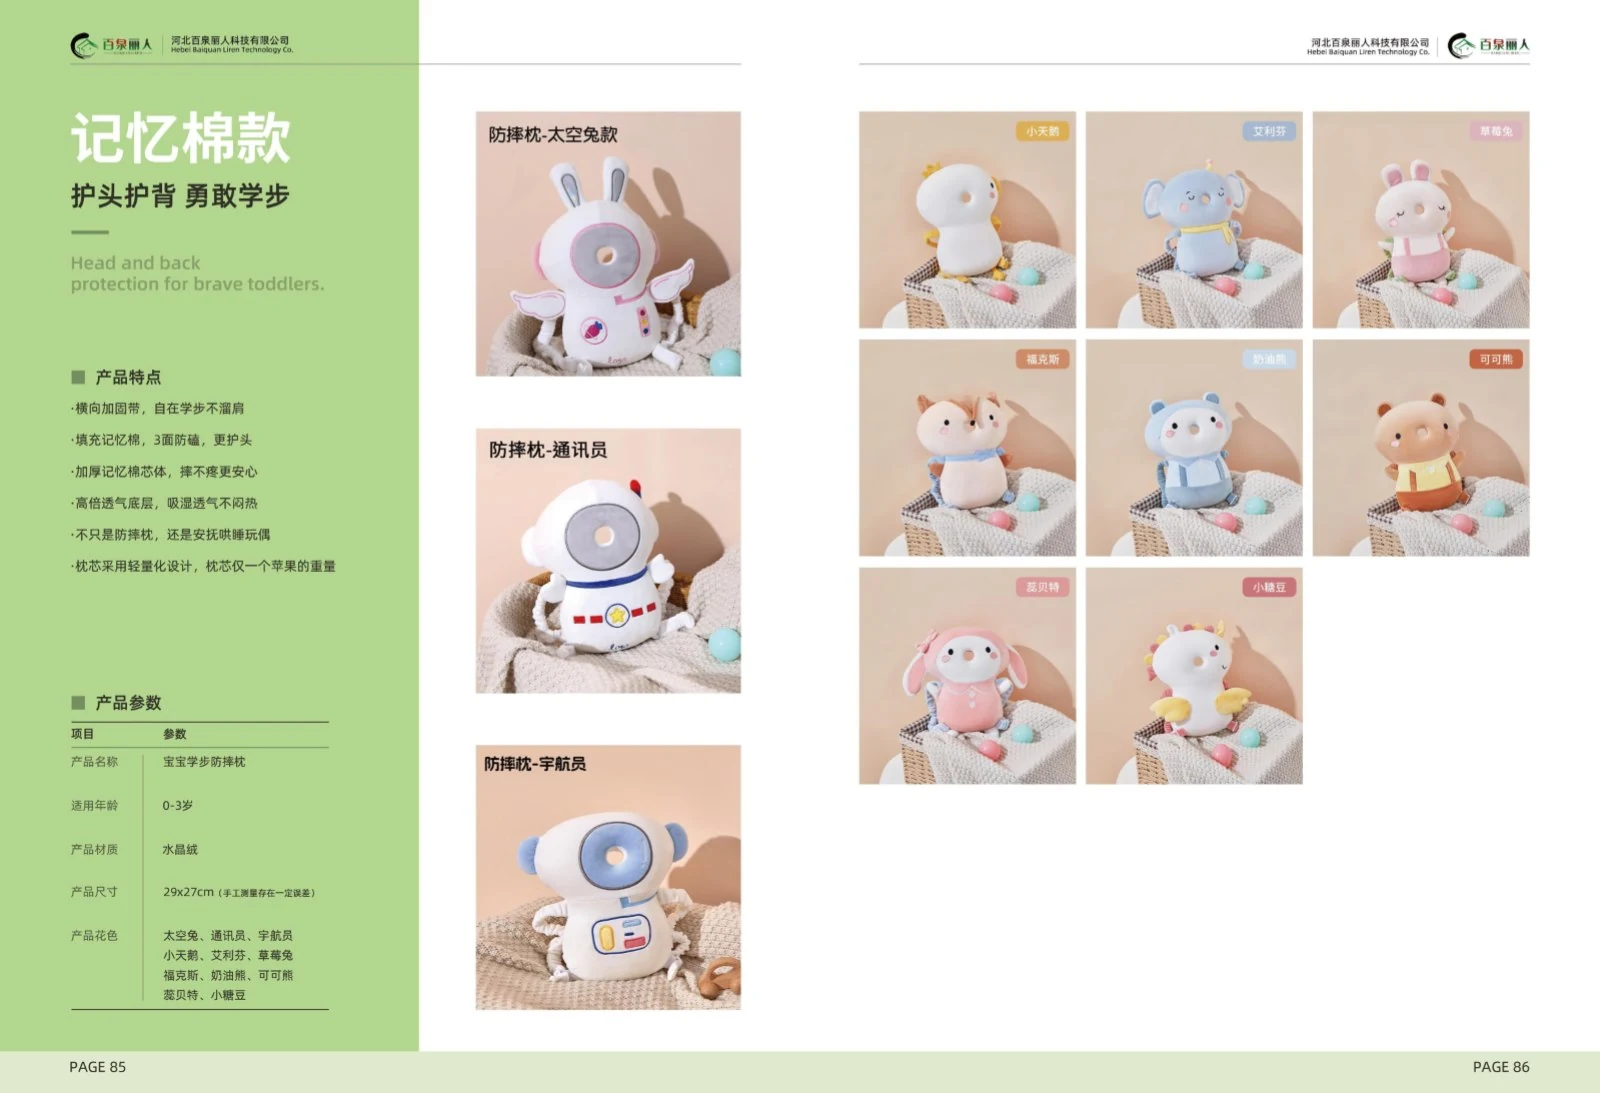 百泉丽人
河北百泉丽人科技有限公司
Hebei Baiquan Liren Technology Co.
河北百泉丽人科技有限公司
Hebei Baiquan Liren Technology Co.
百泉丽人
记忆棉款
护头护背 勇敢学步
Head and back
protection for brave toddlers.
产品特点
·横向加固带，自在学步不溜肩
·填充记忆棉，3面防磕，更护头
·加厚记忆棉芯体，摔不疼更安心
·高倍透气底层，吸湿透气不闷热
·不只是防摔枕，还是安抚哄睡玩偶
·枕芯采用轻量化设计，枕芯仅一个苹果的重量
产品参数
项目 参数
产品名称 宝宝学步防摔枕
适用年龄 0-3岁
产品材质 水晶绒
产品尺寸 29x27cm（手工测量存在一定误差）
产品花色 太空兔、通讯员、宇航员
小天鹅、艾利芬、草莓兔
福克斯、奶油熊、可可熊
蕊贝特、小糖豆
防摔枕-太空兔款
防摔枕-通讯员
防摔枕-宇航员
小天鹅
艾利芬
草莓兔
福克斯
奶油熊
可可熊
蕊贝特
小糖豆
PAGE 85
PAGE 86